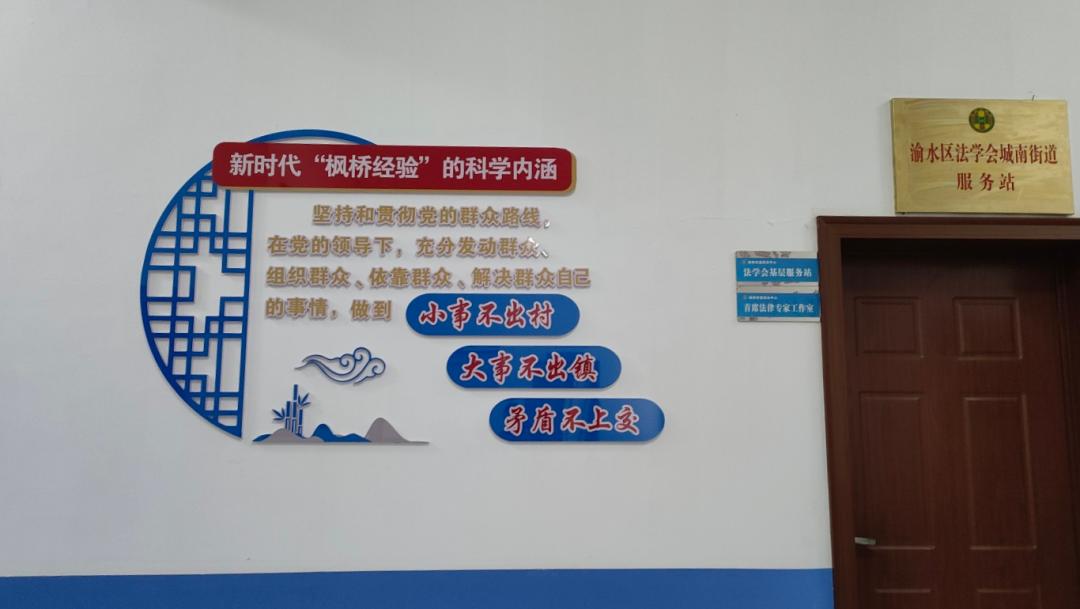 新时代“枫桥经验”的科学内涵
坚持和贯彻党的群众路线，
在党的领导下，充分发动群众、
组织群众、依靠群众、解决群众自己
的事情，做到
小事不出村
大事不出镇
矛盾不上交
渝水区法学会城南街道
服务站
法学会基层服务站
首席法律专家工作室